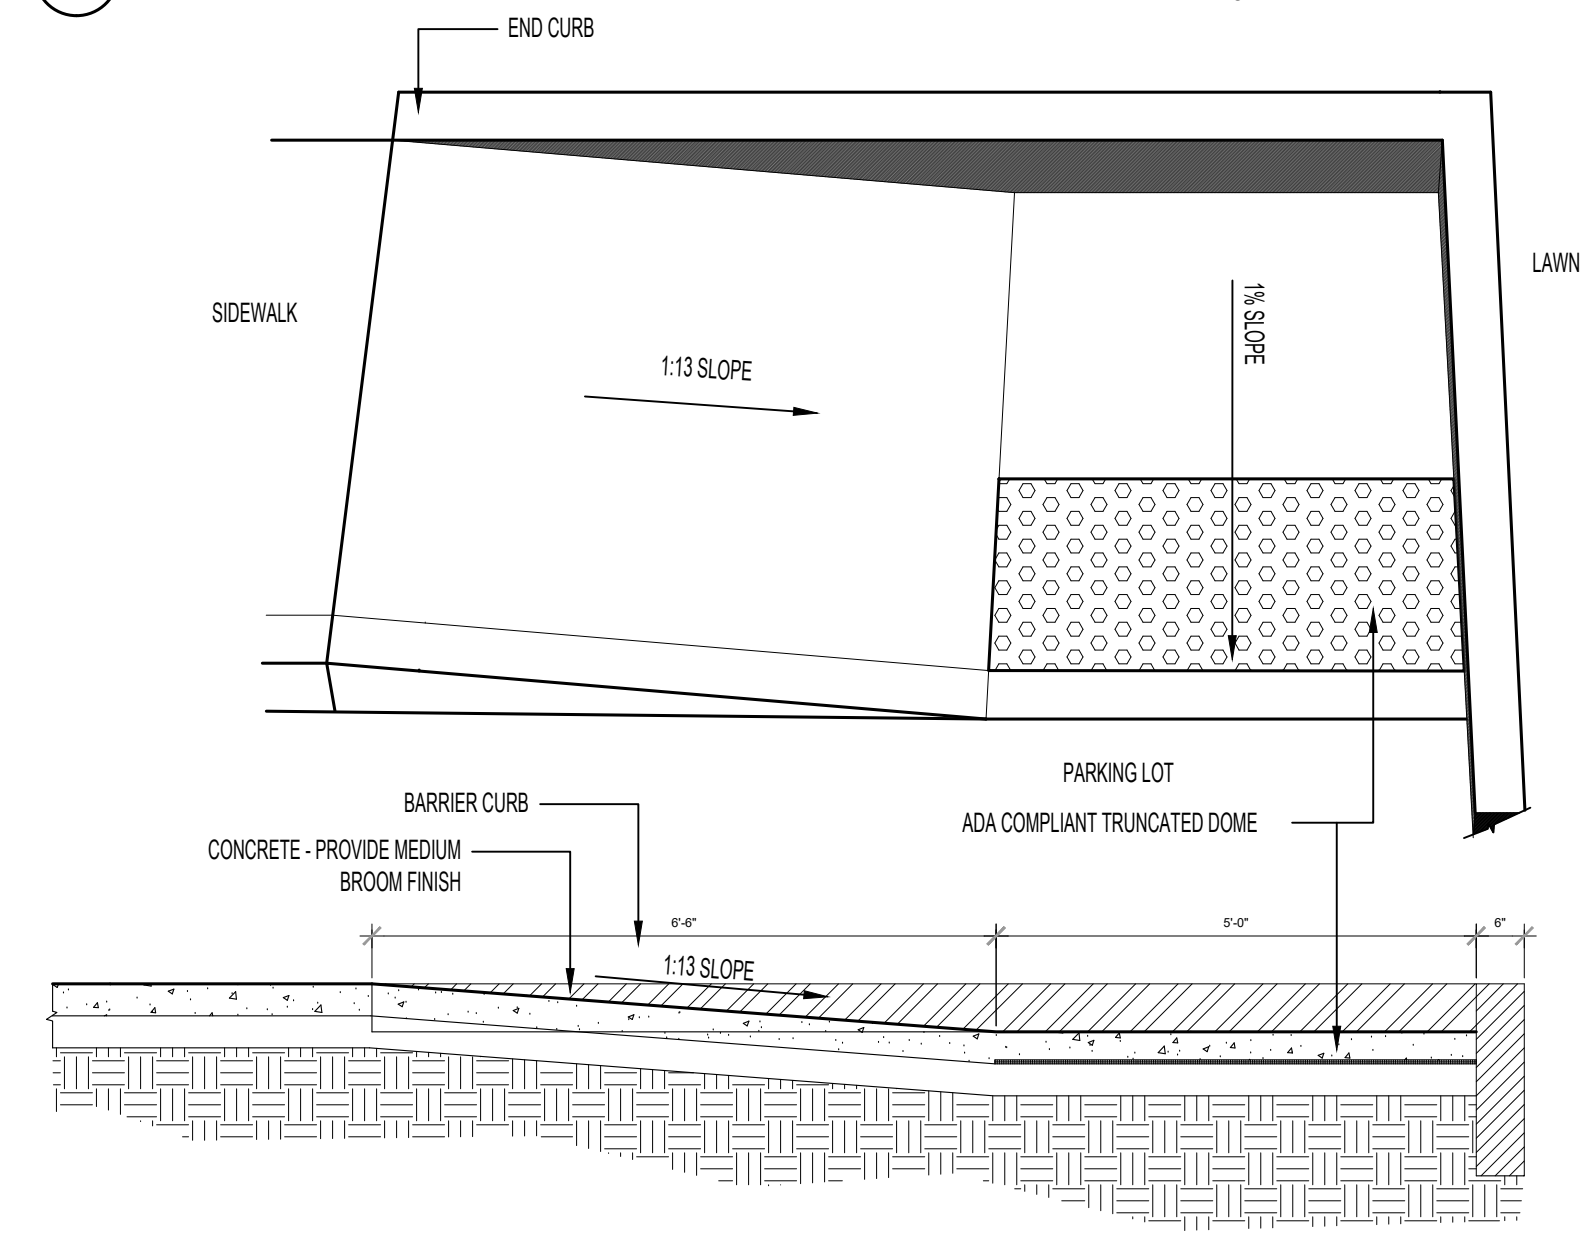 END CURB
LAWN
SIDEWALK
1% SLOPE
1:13 SLOPE
PARKING LOT
BARRIER CURB
ADA COMPLIANT TRUNCATED DOME
CONCRETE - PROVIDE MEDIUM
BROOM FINISH
6'-6"
5'-0"
6"
1:13 SLOPE